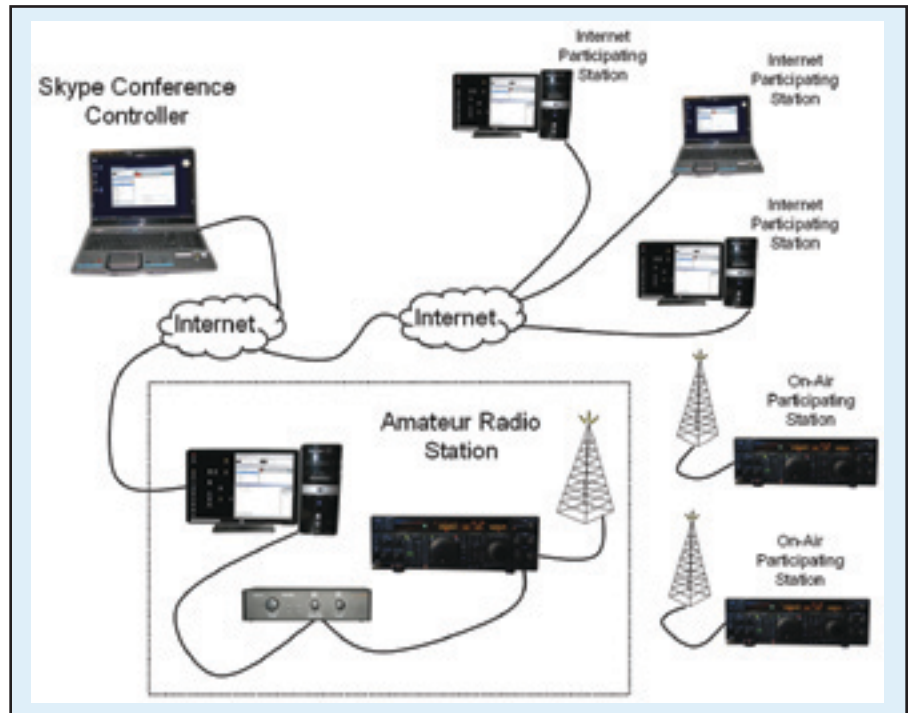 Skype Conference
Controller
Internet
Participating
Station
Internet
Participating
Station
Internet
Participating
Station
Internet
Internet
Amateur Radio
Station
On-Air
Participating
Station
On-Air
Participating
Station